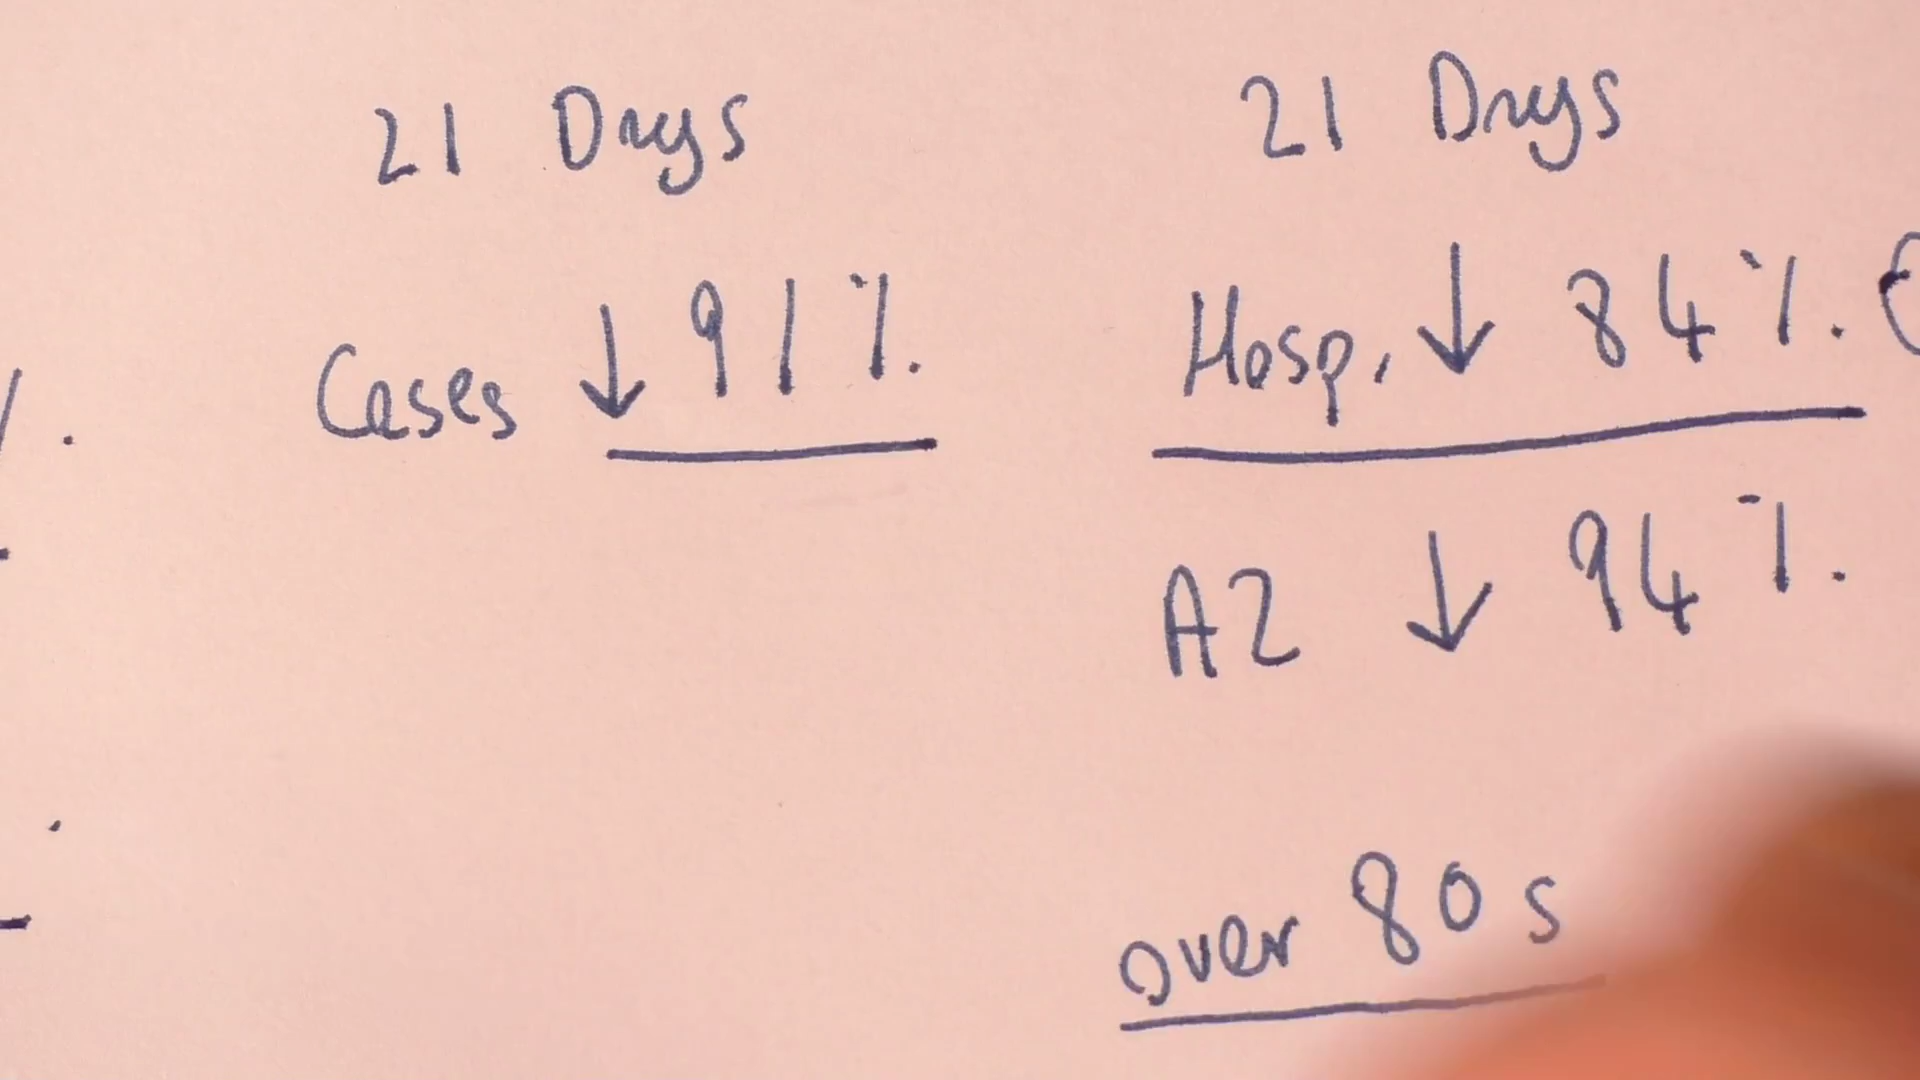 21 Days
Cases ↓ 91%
21 Days
Hosp. ↓ 84%
AZ ↓ 94%
over 80s